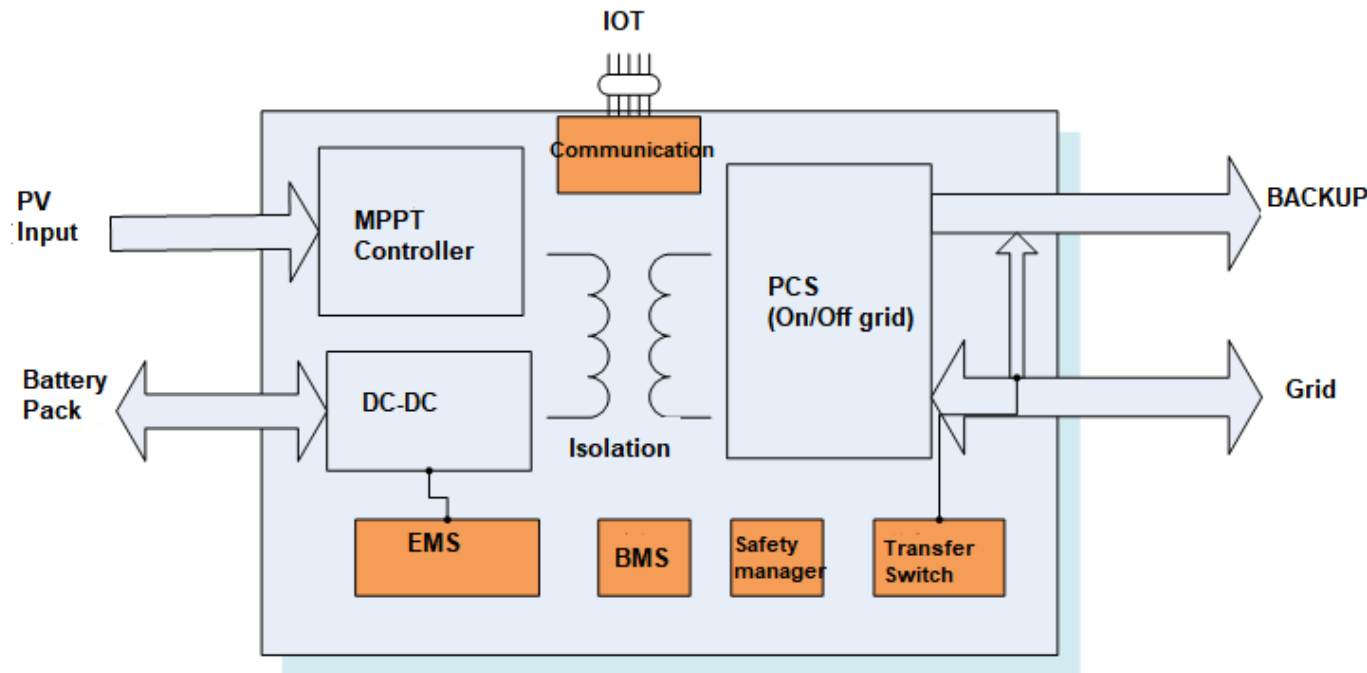 IOT
Communication
PV
Input
MPPT
Controller
BACKUP
PCS
(On/Off grid)
Battery
Pack
DC-DC
Grid
Isolation
EMS
BMS
Safety
manager
Transfer
Switch